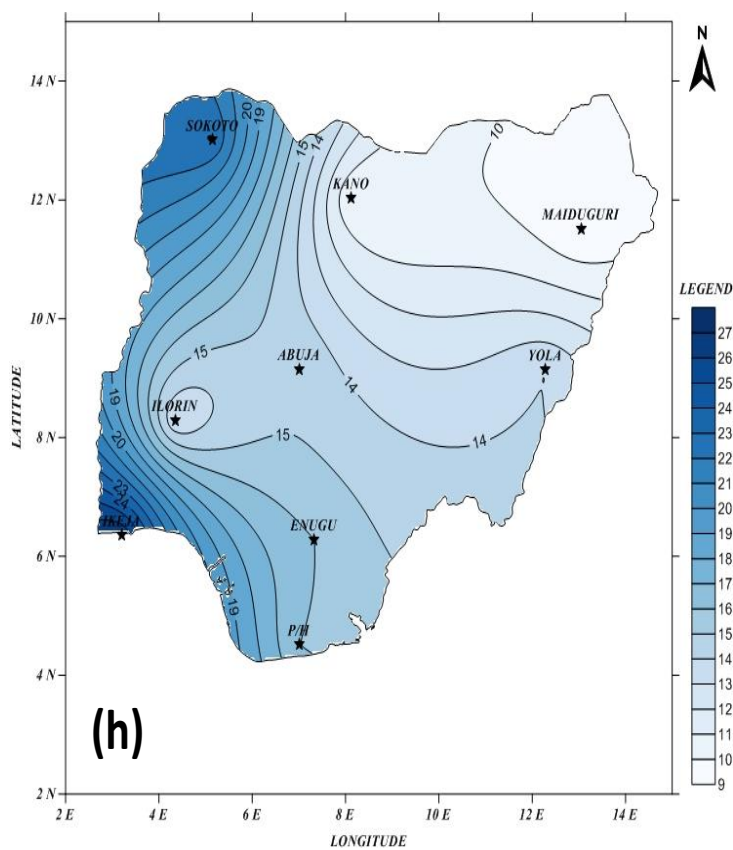 N
14 N
12 N
10 N
8 N
6 N
4 N
2 N
LATITUDE
2 E
4 E
6 E
8 E
10 E
12 E
14 E
LONGITUDE
SOKOTO
20
19
15
14
10
KANO
MAIDUGURI
15
ABUJA
YOLA
14
19
ILORIN
20
15
14
23
24
IKEJA
ENUGU
19
P/H
(h)
LEGEND
27
26
25
24
23
22
21
20
19
18
17
16
15
14
13
12
11
10
9